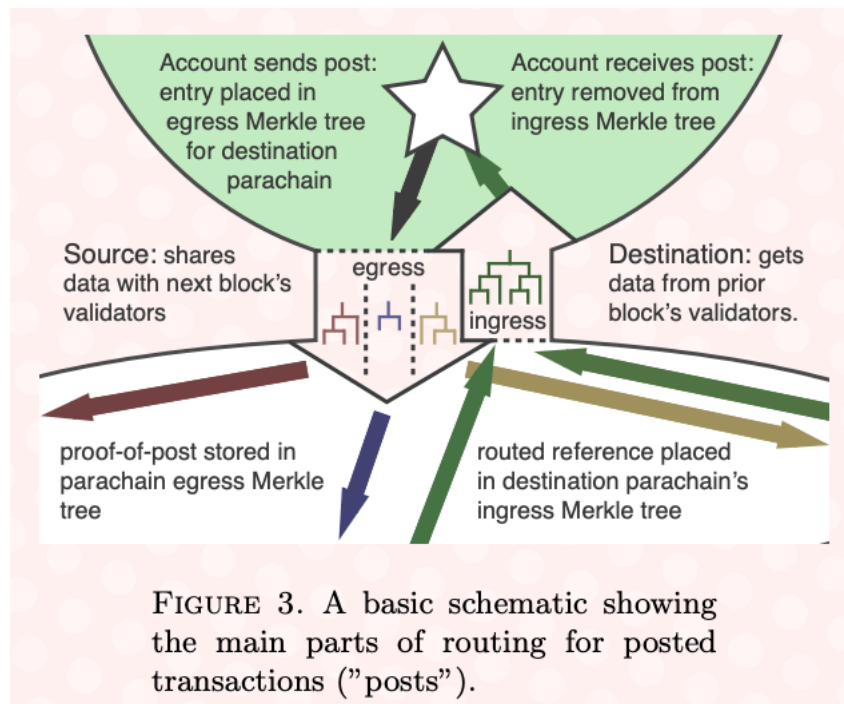 Account sends post:
entry placed in
egress Merkle tree
for destination
parachain
Account receives post:
entry removed from
ingress Merkle tree
Source: shares
data with next block's
validators
egress
ingress
Destination: gets
data from prior
block's validators.
proof-of-post stored in
parachain egress Merkle
tree
routed reference placed
in destination parachain's
ingress Merkle tree
FIGURE 3. A basic schematic showing
the main parts of routing for posted
transactions ("posts").